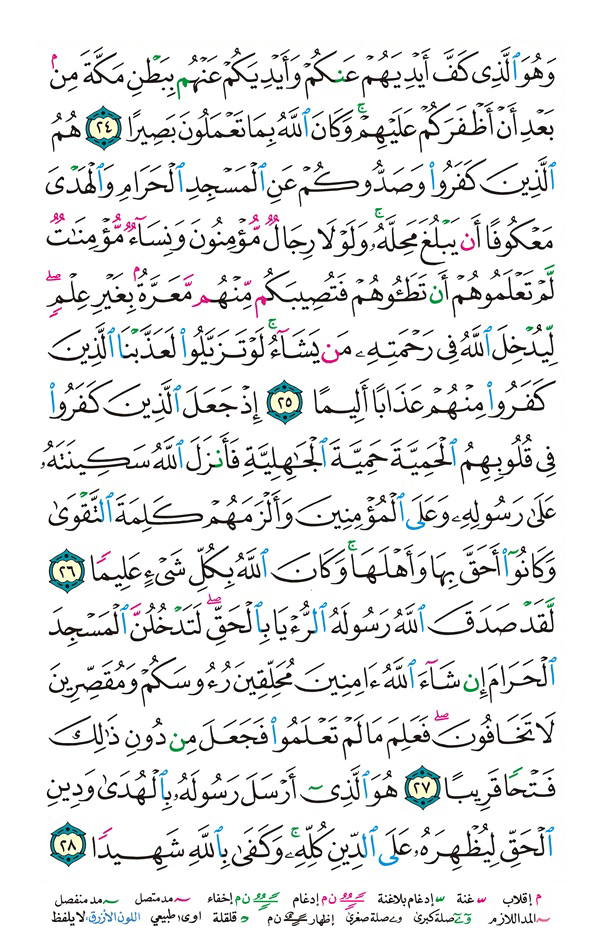 وَهُوَ ٱلَّذِى كَفَّ أَيْدِيَهُمْ عَنكُمْ وَأَيْدِيَكُمْ عَنْهُم بِبَطْنِ مَكَّةَ مِنۢ
بَعْدِ أَنْ أَظْفَرَكُمْ عَلَيْهِمْ ۚ وَكَانَ ٱللَّهُ بِمَا تَعْمَلُونَ بَصِيرًا ٢٤ هُمُ
ٱلَّذِينَ كَفَرُوا۟ وَصَدُّوكُمْ عَنِ ٱلْمَسْجِدِ ٱلْحَرَامِ وَٱلْهَدْىَ
مَعْكُوفًا أَن يَبْلُغَ مَحِلَّهُۥ ۚ وَلَوْلَا رِجَالٌ مُّؤْمِنُونَ وَنِسَآءٌ مُّؤْمِنَٰتٌ
لَّمْ تَعْلَمُوهُمْ أَن تَطَـُٔوهُمْ فَتُصِيبَكُم مِّنْهُم مَّعَرَّةٌۢ بِغَيْرِ عِلْمٍ ۖ
لِّيُدْخِلَ ٱللَّهُ فِى رَحْمَتِهِۦ مَن يَشَآءُ ۚ لَوْ تَزَيَّلُوا۟ لَعَذَّبْنَا ٱلَّذِينَ
كَفَرُوا۟ مِنْهُمْ عَذَابًا أَلِيمًا ٢٥ إِذْ جَعَلَ ٱلَّذِينَ كَفَرُوا۟
فِى قُلُوبِهِمُ ٱلْحَمِيَّةَ حَمِيَّةَ ٱلْجَٰهِلِيَّةِ فَأَنزَلَ ٱللَّهُ سَكِينَتَهُۥ
عَلَىٰ رَسُولِهِۦ وَعَلَى ٱلْمُؤْمِنِينَ وَأَلْزَمَهُمْ كَلِمَةَ ٱلتَّقْوَىٰ
وَكَانُوٓا۟ أَحَقَّ بِهَا وَأَهْلَهَا ۚ وَكَانَ ٱللَّهُ بِكُلِّ شَىْءٍ عَلِيمًا ٢٦
لَّقَدْ صَدَقَ ٱللَّهُ رَسُولَهُ ٱلرُّءْيَا بِٱلْحَقِّ ۖ لَتَدْخُلُنَّ ٱلْمَسْجِدَ
ٱلْحَرَامَ إِن شَآءَ ٱللَّهُ ءَامِنِينَ مُحَلِّقِينَ رُءُوسَكُمْ وَمُقَصِّرِينَ
لَا تَخَافُونَ ۖ فَعَلِمَ مَا لَمْ تَعْلَمُوا۟ فَجَعَلَ مِن دُونِ ذَٰلِكَ
فَتْحًا قَرِيبًا ٢٧ هُوَ ٱلَّذِىٓ أَرْسَلَ رَسُولَهُۥ بِٱلْهُدَىٰ وَدِينِ
ٱلْحَقِّ لِيُظْهِرَهُۥ عَلَى ٱلدِّينِ كُلِّهِۦ ۚ وَكَفَىٰ بِٱللَّهِ شَهِيدًا ٢٨
م إقلاب غنة إدغام بلاغنة ن م إدغام ن م إخفاء مد متصل مد منفصل
المد اللازم صلة كبرى صلة صغرى إظهار ن م قلقلة اوى: طبيعي اللون الأزرق: لا يلفظ